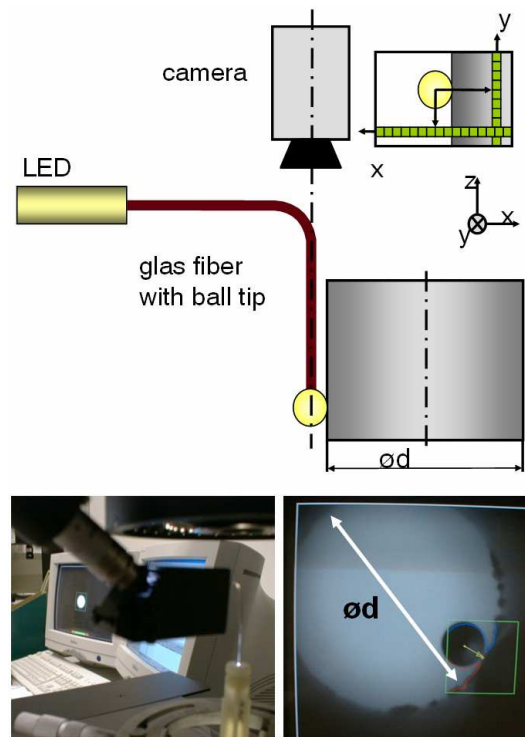 y
camera
x
LED
z
x
y
glas fiber
with ball tip
ød
ød